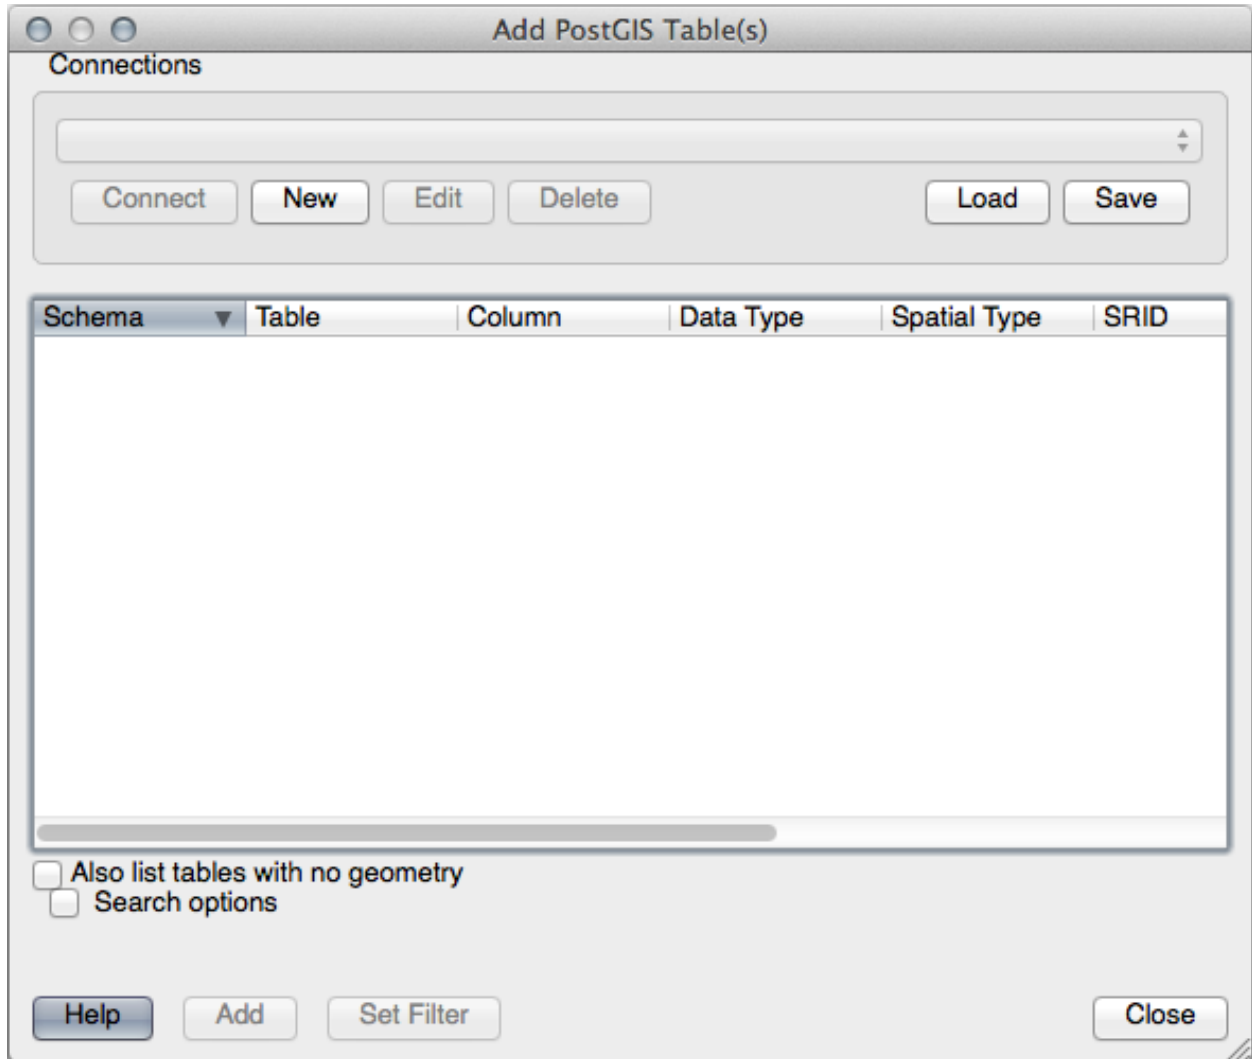 Add PostGIS Table(s)
Connections
Connect New Edit Delete Load Save
Schema Table Column Data Type Spatial Type SRID
Also list tables with no geometry
Search options
Help Add Set Filter Close